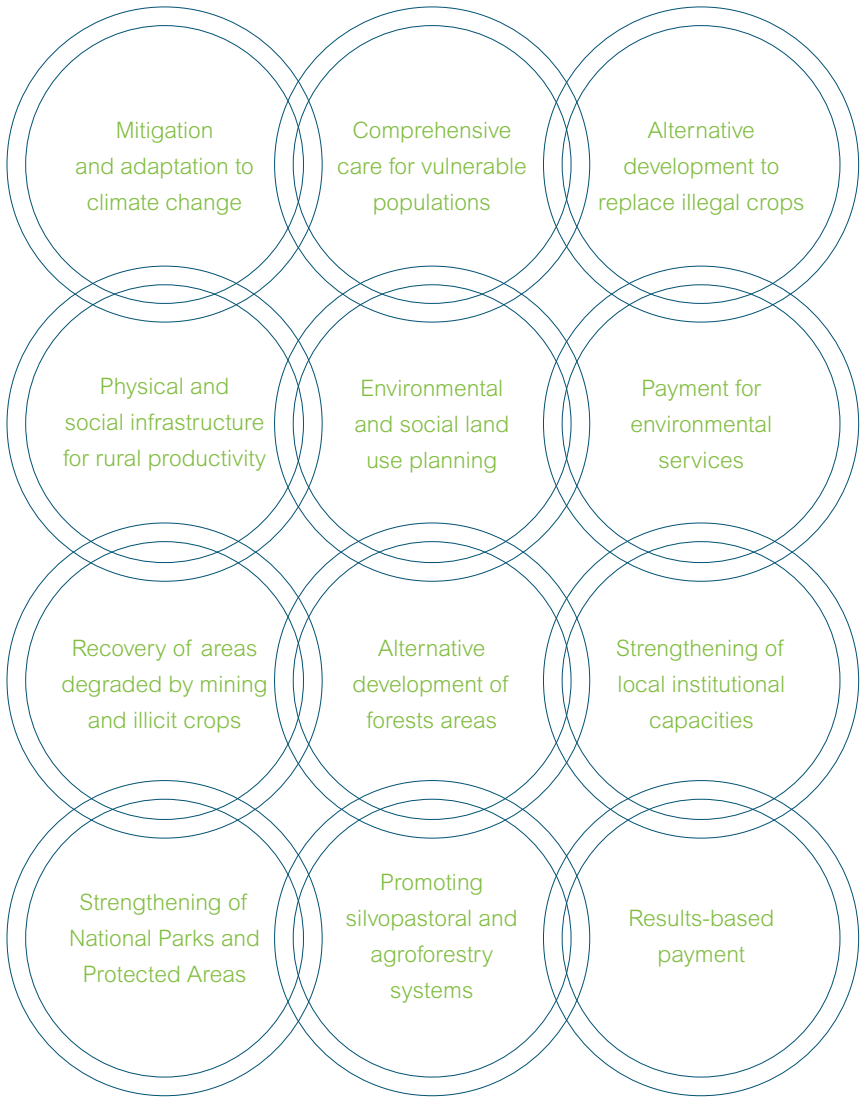 Mitigation
and adaptation to
climate change
Comprehensive
care for vulnerable
populations
Alternative
development to
replace illegal crops
Physical and
social infrastructure
for rural productivity
Environmental
and social land
use planning
Payment for
environmental
services
Recovery of areas
degraded by mining
and illicit crops
Alternative
development of
forests areas
Strengthening of
local institutional
capacities
Strengthening of
National Parks and
Protected Areas
Promoting
silvopastoral and
agroforestry
systems
Results-based
payment